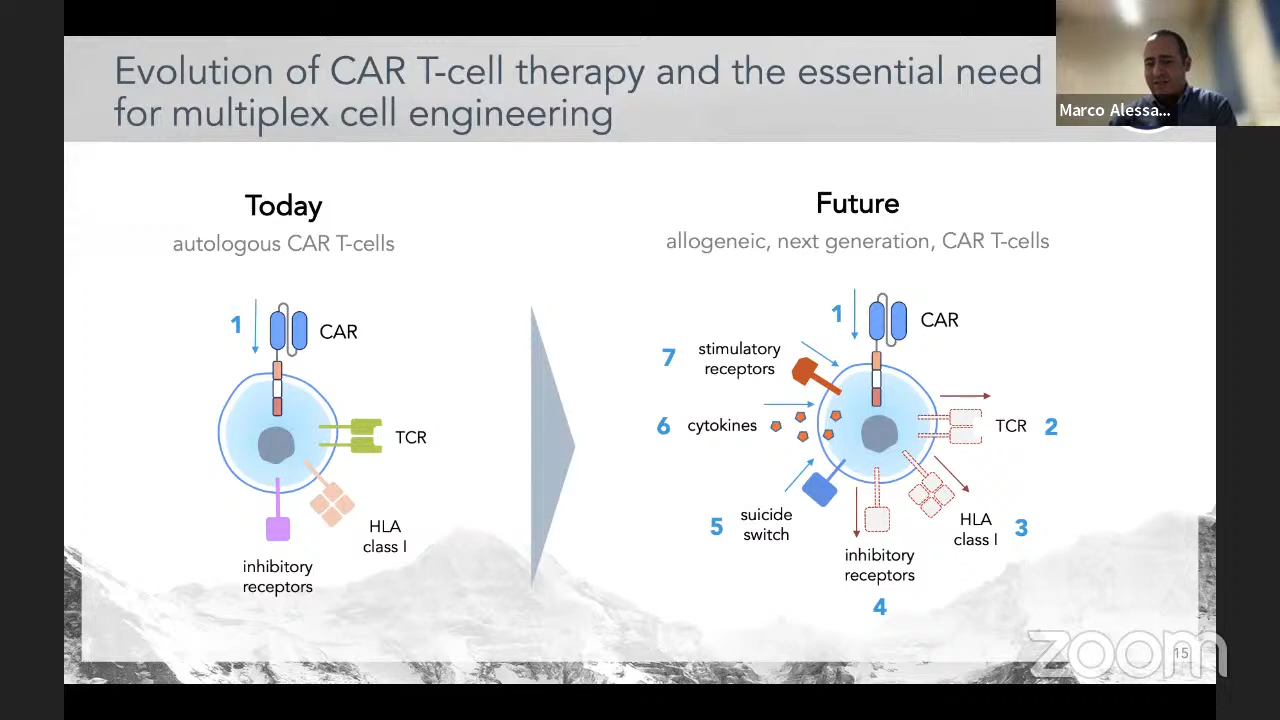 Evolution of CAR T-cell therapy and the essential need
for multiplex cell engineering
Marco Alessa...
Today
autologous CAR T-cells
1
CAR
TCR
HLA
class I
inhibitory
receptors
Future
allogeneic, next generation, CAR T-cells
1
CAR
7
stimulatory
receptors
6
cytokines
TCR
2
5
suicide
switch
HLA
class I
3
inhibitory
receptors
4
zoom
15